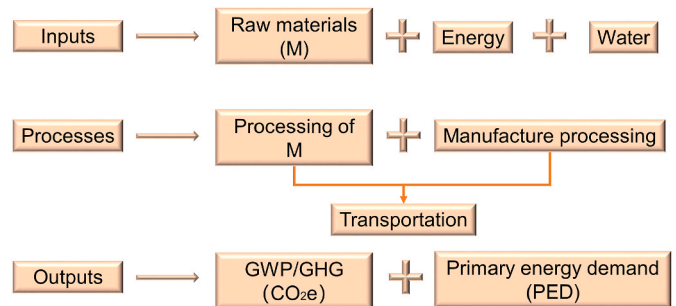 Inputs
Raw materials
(M)
Energy
Water
Processes
Processing of
M
Manufacture processing
Transportation
Outputs
GWP/GHG
(CO₂e)
Primary energy demand
(PED)